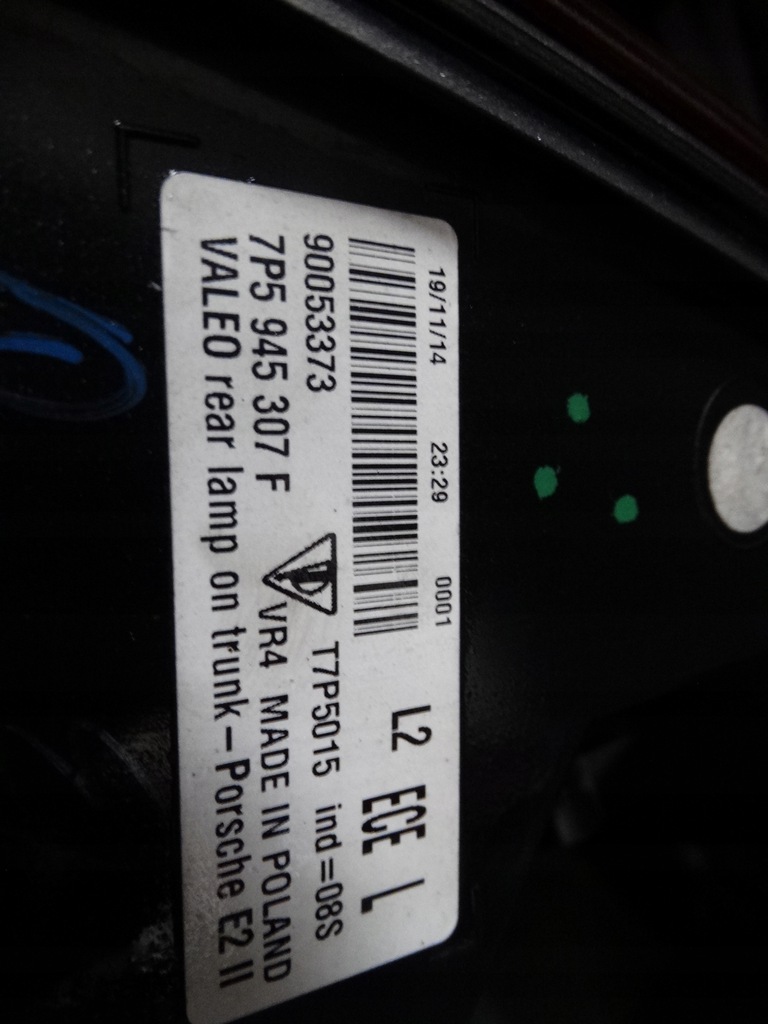 19/11/14 23:29 0001
L2 ECE L
90053373 T7P5015 ind=08S
7P5 945 307 F VR4 MADE IN POLAND
VALEO rear lamp on trunk – Porsche E2 II